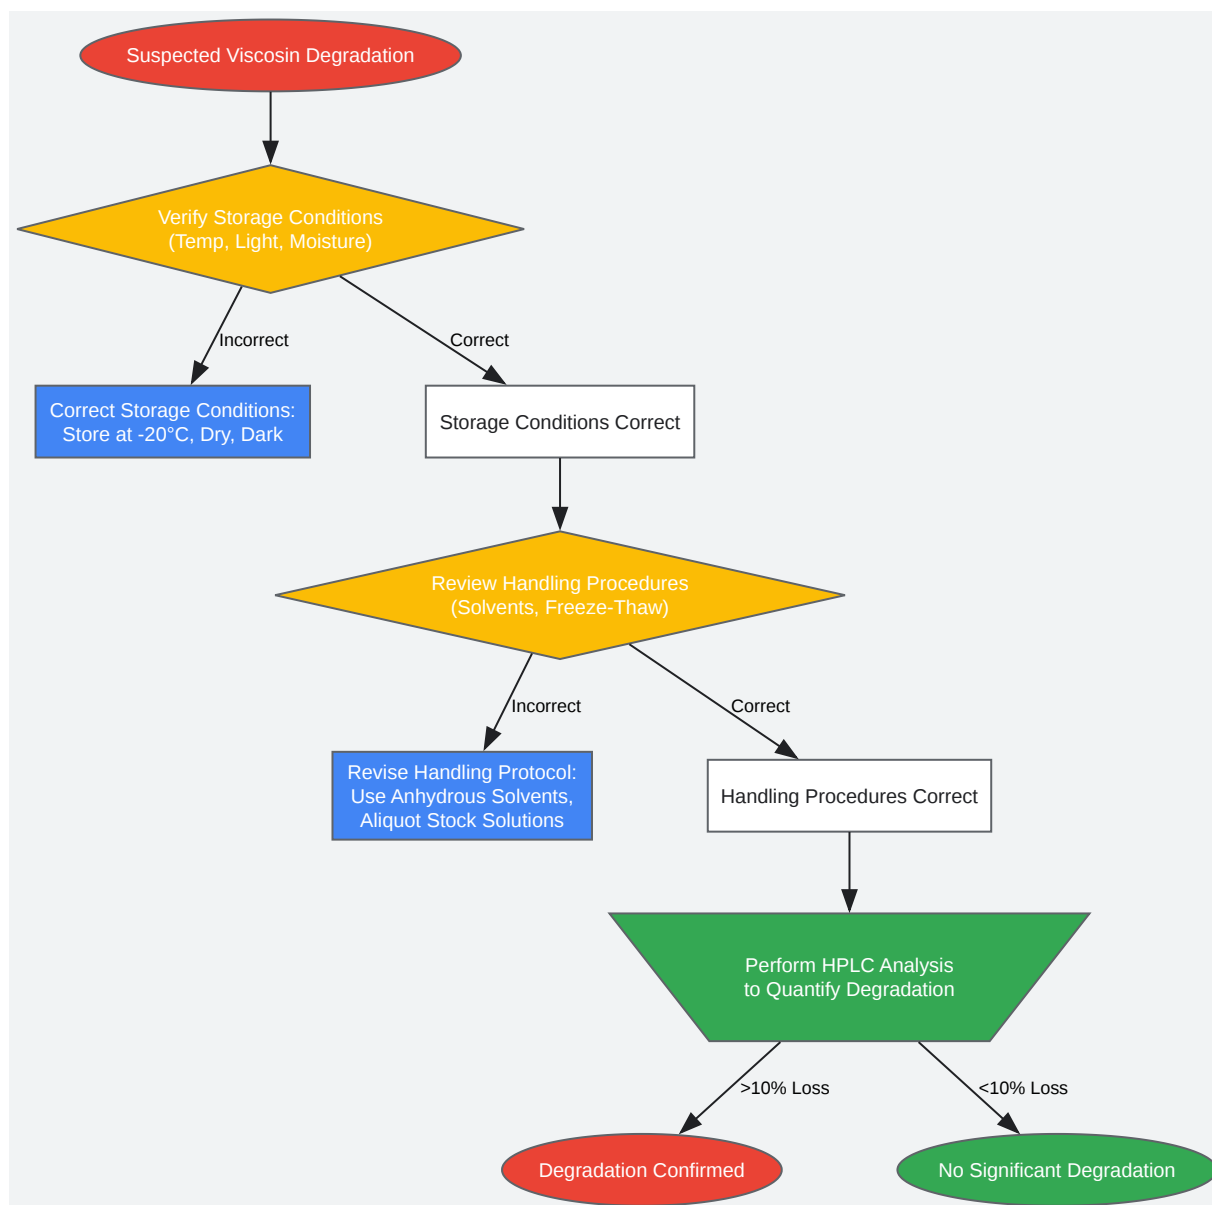 Suspected Viscosin Degradation
Verify Storage Conditions
(Temp, Light, Moisture)
Incorrect
Correct
Correct Storage Conditions:
Store at -20°C, Dry, Dark
Storage Conditions Correct
Review Handling Procedures
(Solvents, Freeze-Thaw)
Incorrect
Correct
Revise Handling Protocol:
Use Anhydrous Solvents,
Aliquot Stock Solutions
Handling Procedures Correct
Perform HPLC Analysis
to Quantify Degradation
>10% Loss
<10% Loss
Degradation Confirmed
No Significant Degradation